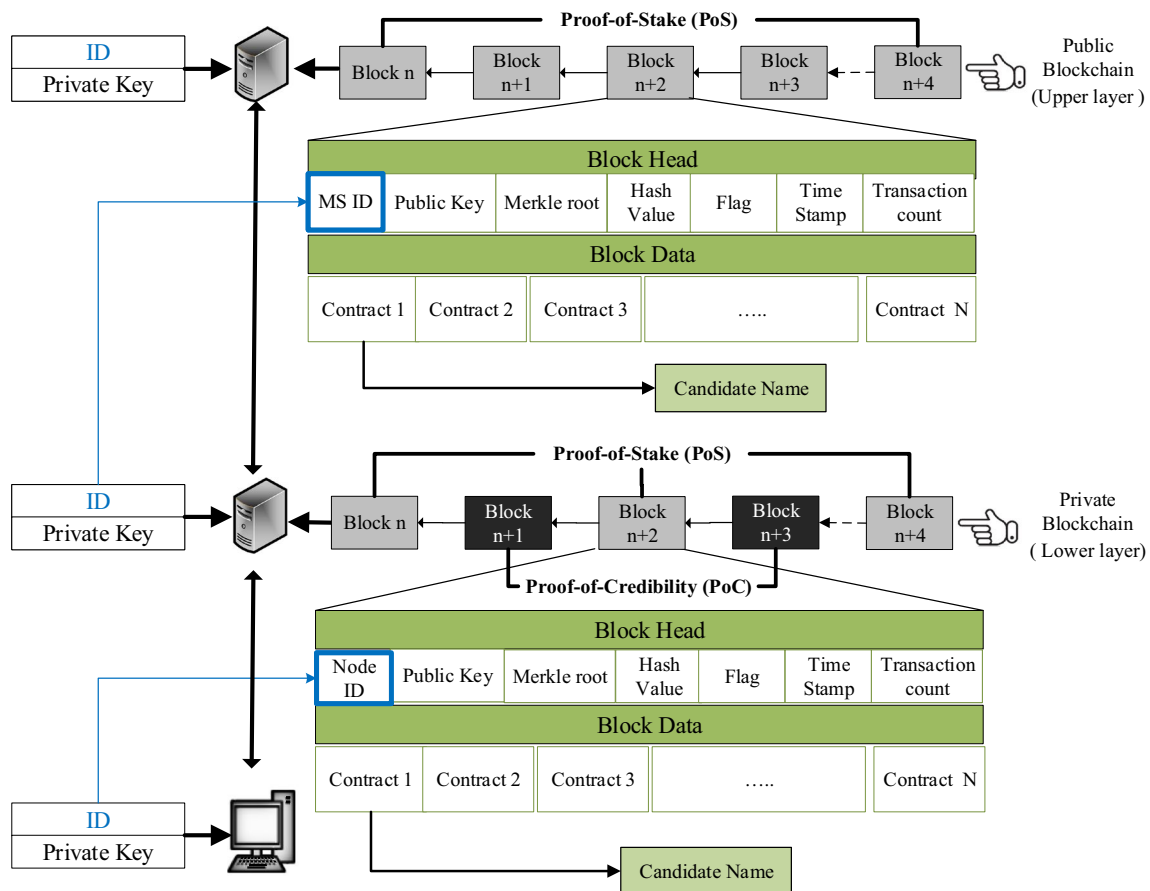 Proof-of-Stake (PoS)
ID
Private Key
Block n
Block
n+1
Block
n+2
Block
n+3
Block
n+4
Public
Blockchain
(Upper layer )
Block Head
MS ID
Public Key
Merkle root
Hash
Value
Flag
Time
Stamp
Transaction
count
Block Data
Contract 1
Contract 2
Contract 3
…..
Contract N
Candidate Name
Proof-of-Stake (PoS)
ID
Private Key
Block n
Block
n+1
Block
n+2
Block
n+3
Block
n+4
Private
Blockchain
( Lower layer)
Proof-of-Credibility (PoC)
Block Head
Node
ID
Public Key
Merkle root
Hash
Value
Flag
Time
Stamp
Transaction
count
Block Data
Contract 1
Contract 2
Contract 3
…..
Contract N
ID
Private Key
Candidate Name